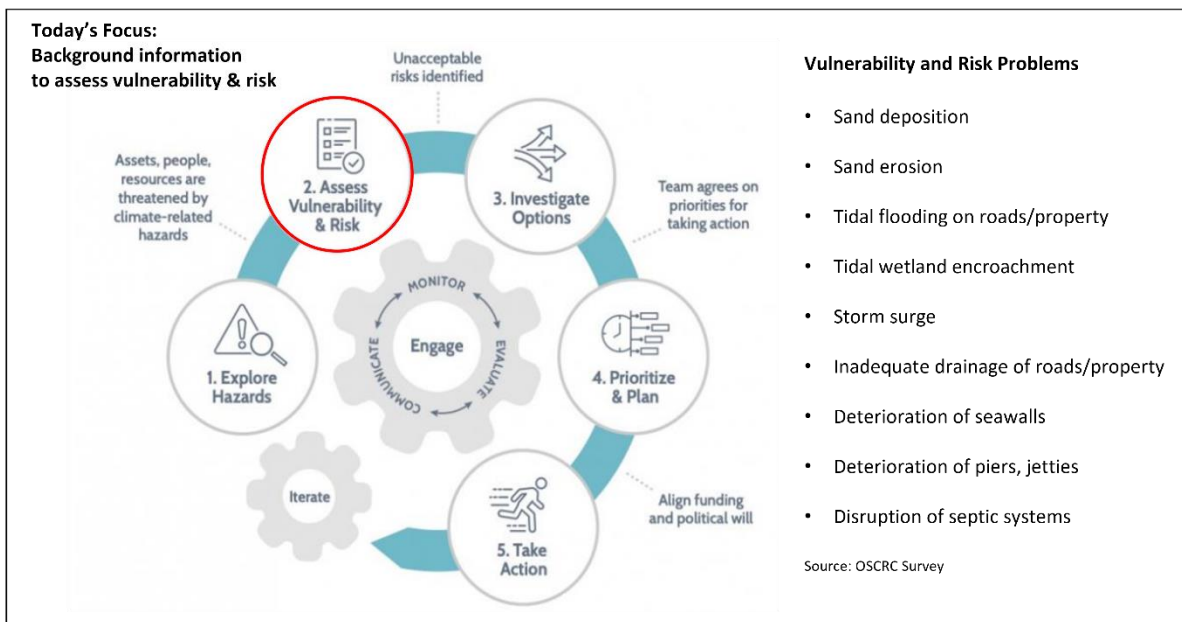 Today’s Focus:
Background information
to assess vulnerability & risk
Unacceptable
risks identified
Assets, people,
resources are
threatened by
climate-related
hazards
2. Assess
Vulnerability
& Risk
3. Investigate
Options
Team agrees on
priorities for
taking action
1. Explore
Hazards
MONITOR
EVALUATE
COMMUNICATE
Engage
4. Prioritize
& Plan
Iterate
5. Take
Action
Align funding
and political will
Vulnerability and Risk Problems
• Sand deposition
• Sand erosion
• Tidal flooding on roads/property
• Tidal wetland encroachment
• Storm surge
• Inadequate drainage of roads/property
• Deterioration of seawalls
• Deterioration of piers, jetties
• Disruption of septic systems
Source: OSCRC Survey